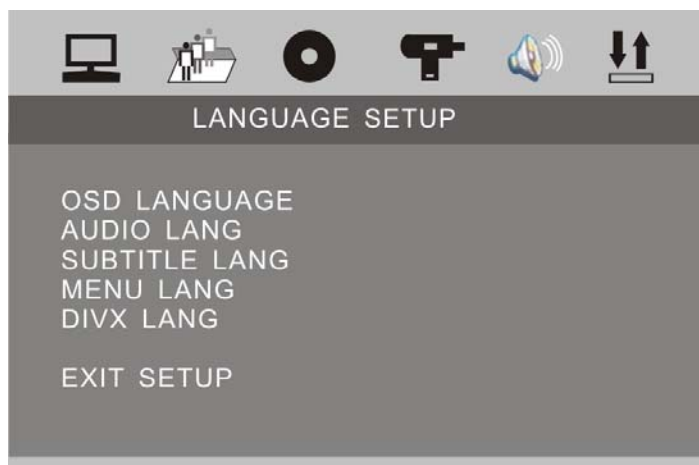 LANGUAGE SETUP
OSD LANGUAGE
AUDIO LANG
SUBTITLE LANG
MENU LANG
DIVX LANG
EXIT SETUP